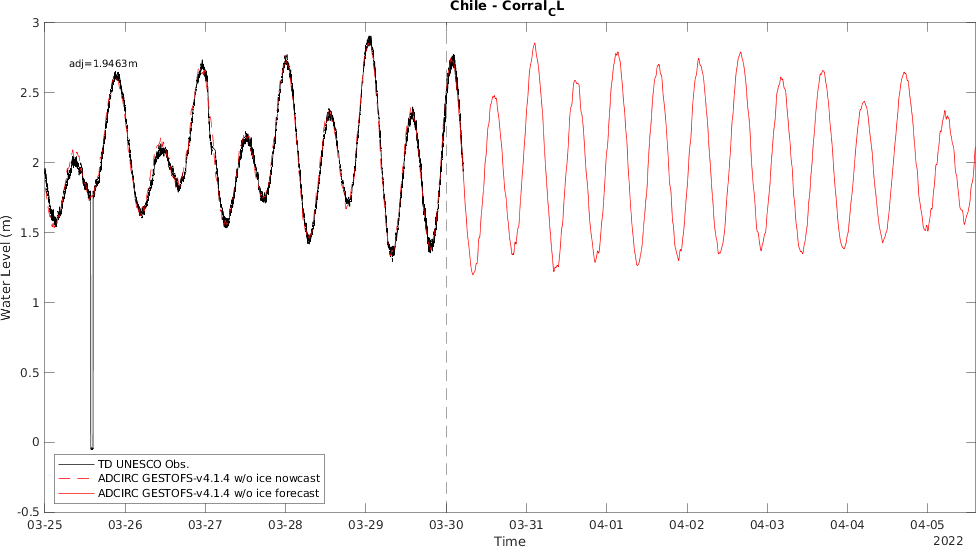 Chile - Corral_CL
3
2.5
2
1.5
1
0.5
0
-0.5
Water Level (m)
adj=1.9463m
TD UNESCO Obs.
ADCIRC GESTOFS-v4.1.4 w/o ice nowcast
ADCIRC GESTOFS-v4.1.4 w/o ice forecast
03-25 03-26 03-27 03-28 03-29 03-30 03-31 04-01 04-02 04-03 04-04 04-05
Time
2022